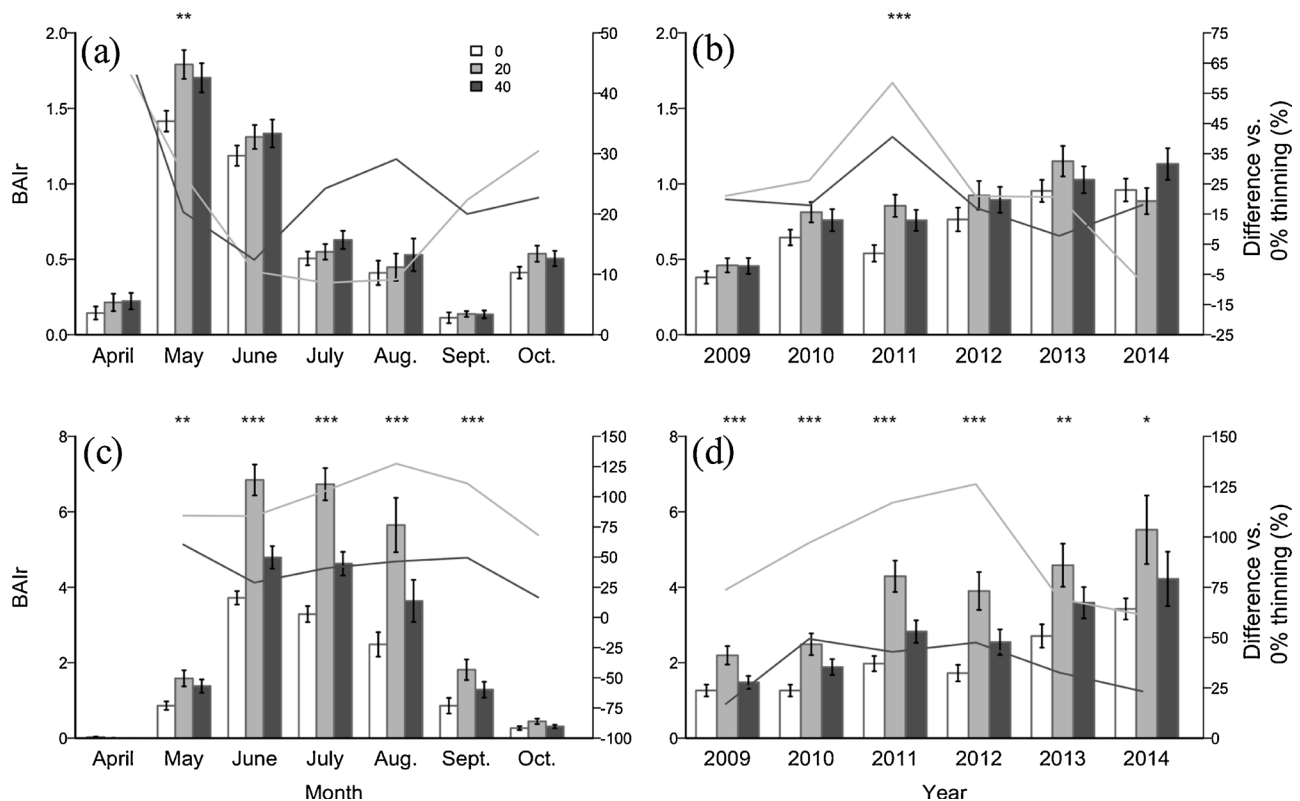 ** ***
2.0 (a) 50 2.0 (b) 75
0
20
40
65
40 55
1.5 1.5
45
30
1.0 1.0 35
20 25
15
0.5 0.5
10 5
-5
-15
0.0 0 0.0 -25
BAIr
Difference vs.
0% thinning (%)
April May June July Aug. Sept. Oct. 2009 2010 2011 2012 2013 2014
** *** *** *** *** *** *** *** *** ** *
8 (c) 150 8 (d) 150
125
100 125
6 75 6
50 100
4 25 4 75
0
-25 50
2 -50 2
-75 25
0 -100 0 0
BAIr
Difference vs.
0% thinning (%)
April May June July Aug. Sept. Oct. 2009 2010 2011 2012 2013 2014
Month Year